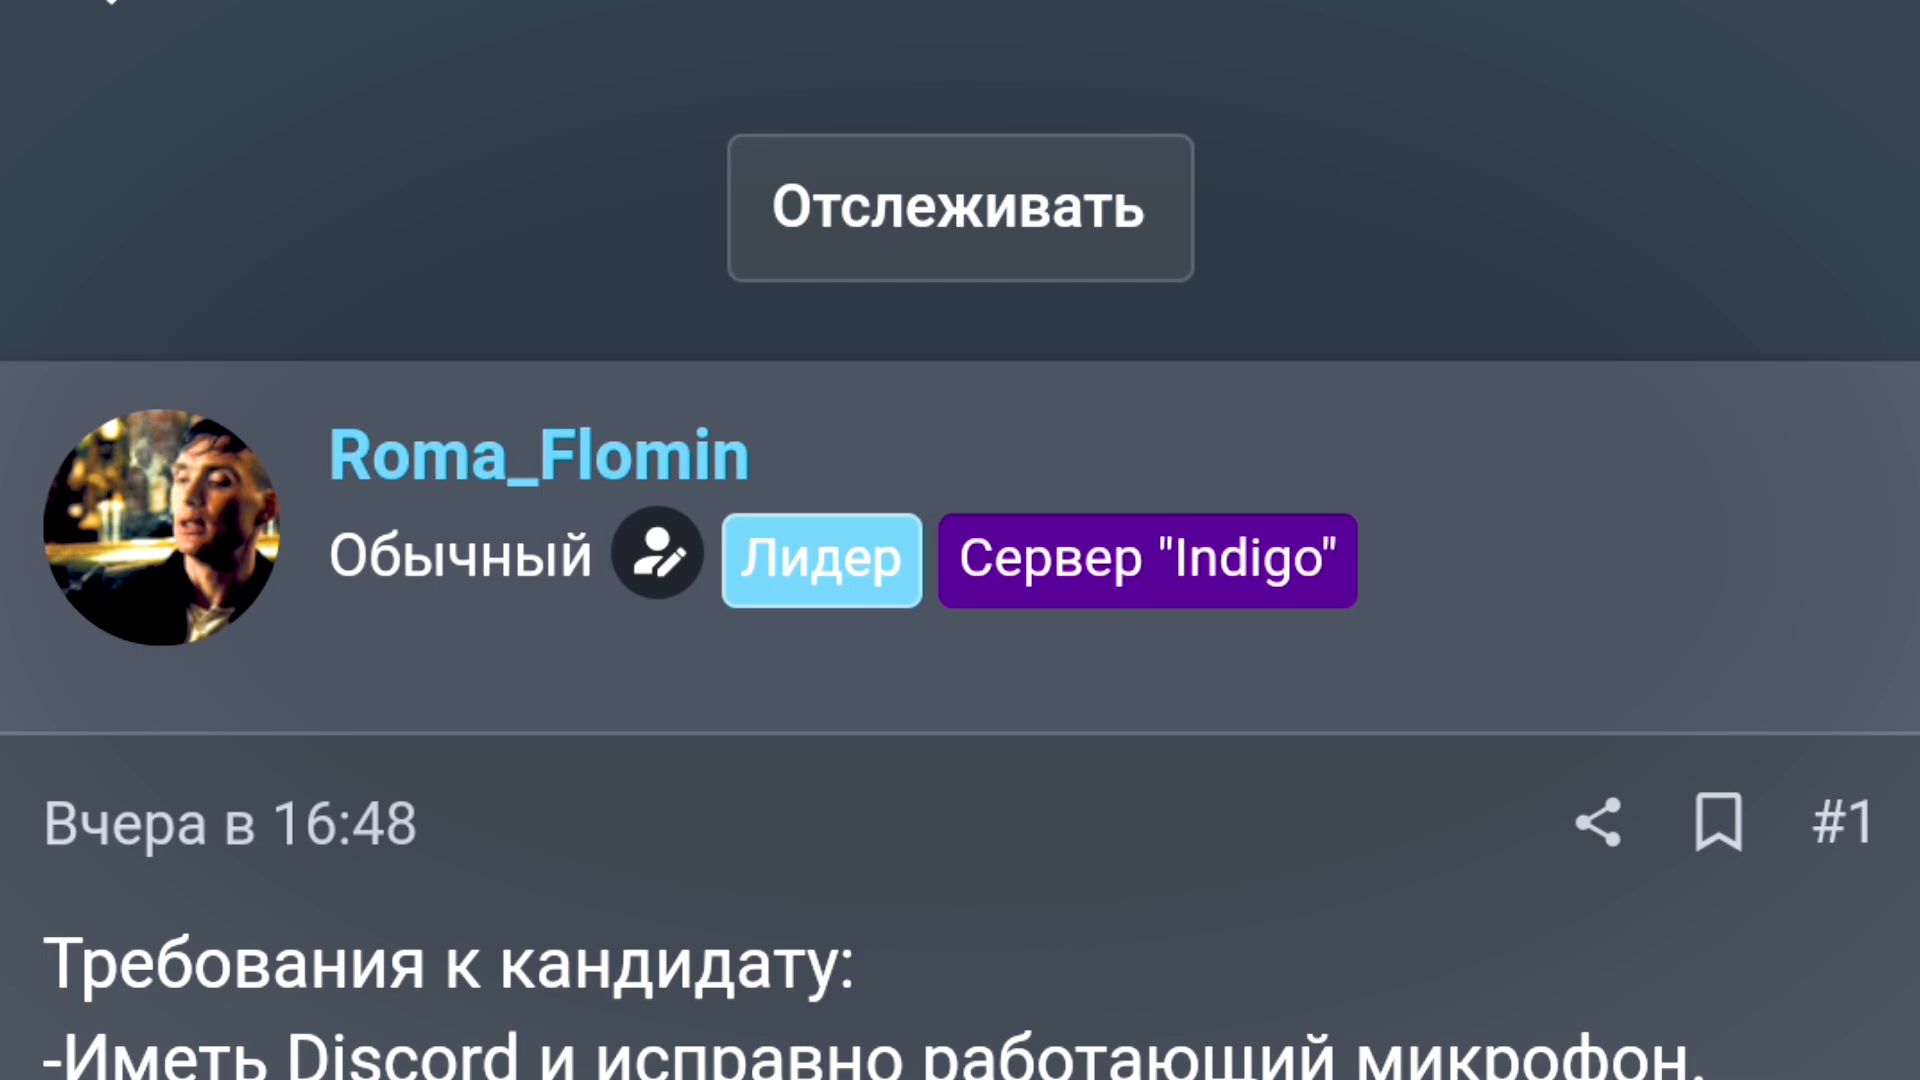 Отслеживать
Roma_Flomin
Обычный Лидер Сервер "Indigo"
Вчера в 16:48 #1
Требования к кандидату:
-Иметь Discord и исправно работающий микрофон.